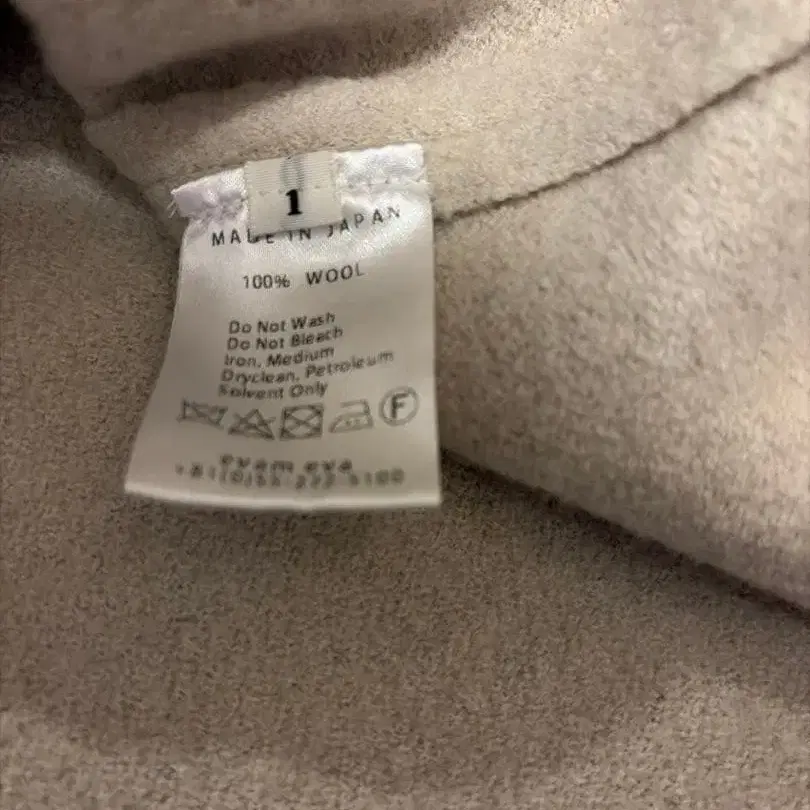 1
MADE IN JAPAN
100% WOOL
Do Not Wash
Do Not Bleach
Iron, Medium
Dryclean, Petroleum
Solvent Only
F
evam eva